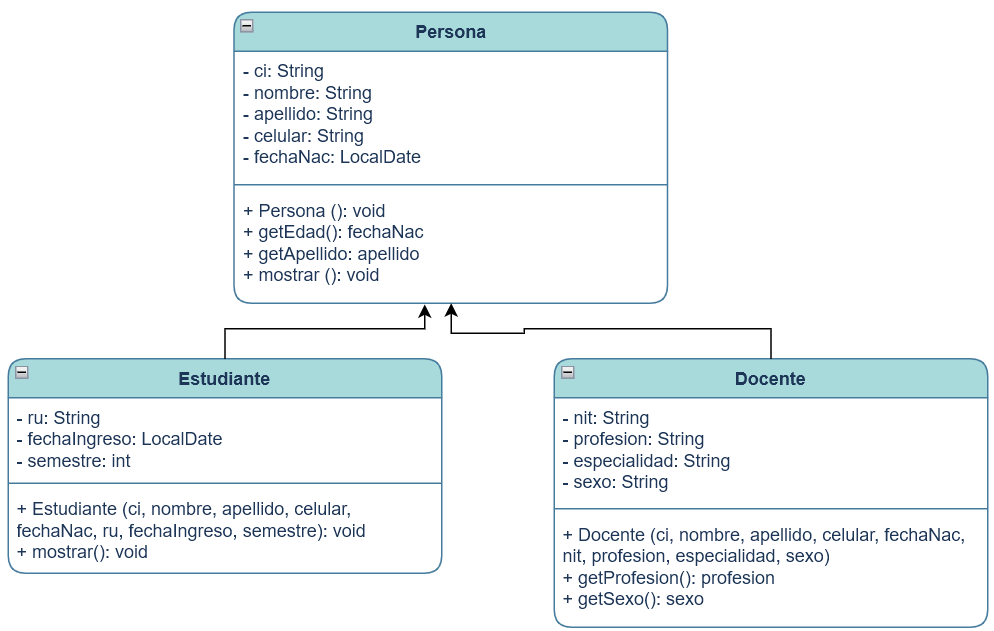 Persona
- ci: String
- nombre: String
- apellido: String
- celular: String
- fechaNac: LocalDate
+ Persona (): void
+ getEdad(): fechaNac
+ getApellido: apellido
+ mostrar (): void
Estudiante
- ru: String
- fechaIngreso: LocalDate
- semestre: int
+ Estudiante (ci, nombre, apellido, celular,
fechaNac, ru, fechaIngreso, semestre): void
+ mostrar(): void
Docente
- nit: String
- profesion: String
- especialidad: String
- sexo: String
+ Docente (ci, nombre, apellido, celular, fechaNac,
nit, profesion, especialidad, sexo)
+ getProfesion(): profesion
+ getSexo(): sexo